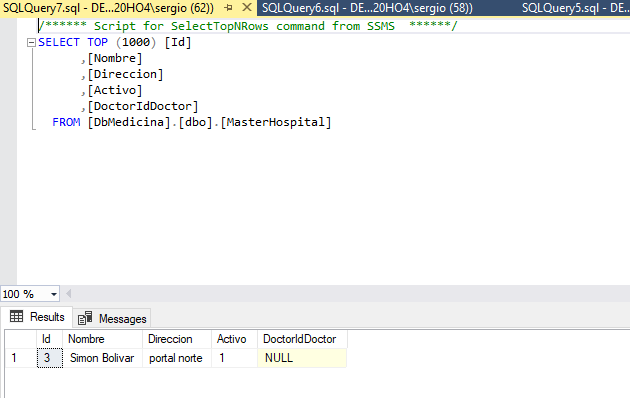 SQLQuery7.sql - DE...20HO4\sergio (62)) SQLQuery6.sql - DE...20HO4\sergio (58)) SQLQuery5.sql - DE...20HO4\sergio
/****** Script for SelectTopNRows command from SSMS ******/
SELECT TOP (1000) [Id]
,[Nombre]
,[Direccion]
,[Activo]
,[DoctorIdDoctor]
FROM [DbMedicina].[dbo].[MasterHospital]
100 %
Results Messages
Id Nombre Direccion Activo DoctorIdDoctor
1 3 Simon Bolivar portal norte 1 NULL